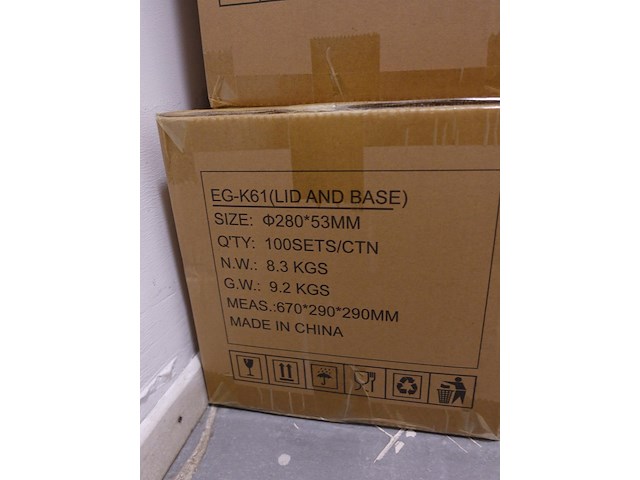 EG-K61(LID AND BASE)
SIZE: Φ280*53MM
Q'TY: 100SETS/CTN
N.W.: 8.3 KGS
G.W.: 9.2 KGS
MEAS.:670*290*290MM
MADE IN CHINA